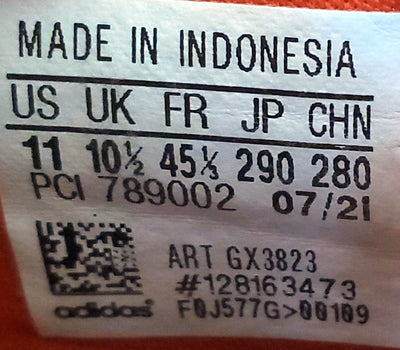 MADE IN INDONESIA
US UK FR JP CHN
11 10½ 45⅓ 290 280
PCI 789002 07/21
ART GX3823
#128163473
adidas F0J577G>00109